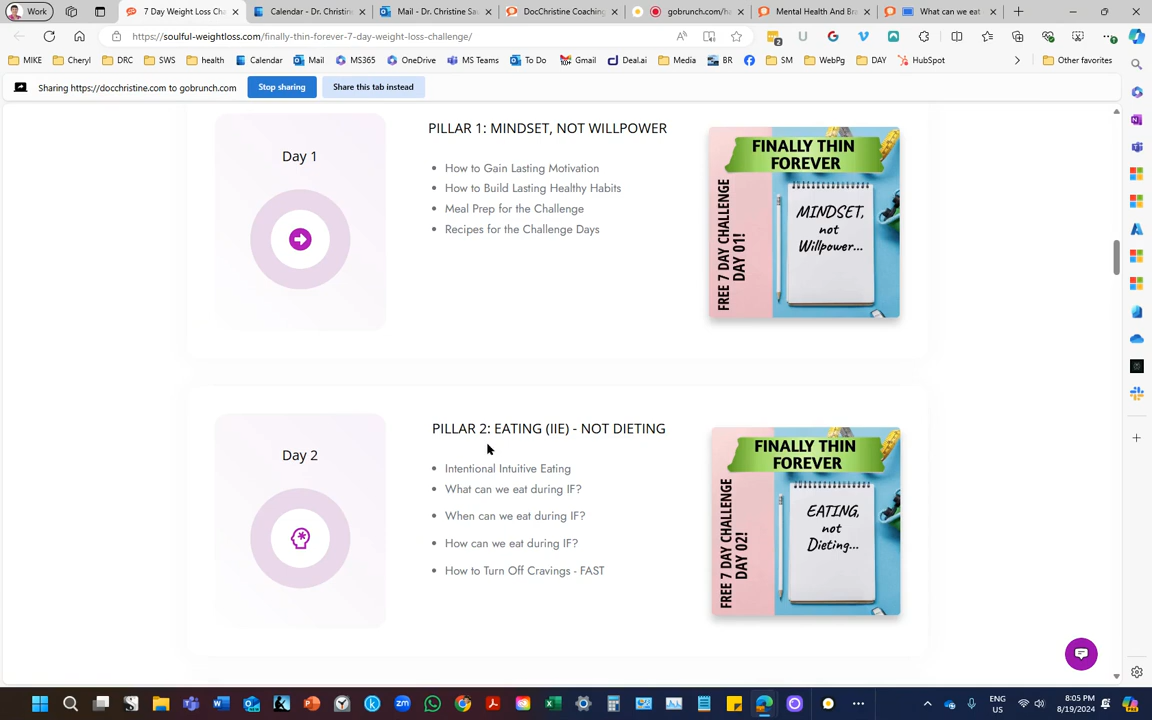 Work
7 Day Weight Loss Cha
Calendar - Dr. Christine
Mail - Dr. Christine Sau
DocChristine Coaching
gobrunch.com/ha
Mental Health And Bra
What can we eat
https://soulful-weightloss.com/finally-thin-forever-7-day-weight-loss-challenge/
MIKE
Cheryl
DRC
SWS
health
Calendar
Mail
MS365
OneDrive
MS Teams
To Do
Gmail
Deal.ai
Media
BR
SM
WebPg
DAY
HubSpot
Other favorites
Sharing https://docchristine.com to gobrunch.com
Stop sharing
Share this tab instead
Day 1
PILLAR 1: MINDSET, NOT WILLPOWER
How to Gain Lasting Motivation
How to Build Lasting Healthy Habits
Meal Prep for the Challenge
Recipes for the Challenge Days
FINALLY THIN
FOREVER
FREE 7 DAY CHALLENGE
DAY 01!
MINDSET,
not
Willpower...
Day 2
PILLAR 2: EATING (IIE) - NOT DIETING
Intentional Intuitive Eating
What can we eat during IF?
When can we eat during IF?
How can we eat during IF?
How to Turn Off Cravings - FAST
FINALLY THIN
FOREVER
FREE 7 DAY CHALLENGE
DAY 02!
EATING,
not
Dieting...
ENG
US
8:05 PM
8/19/2024